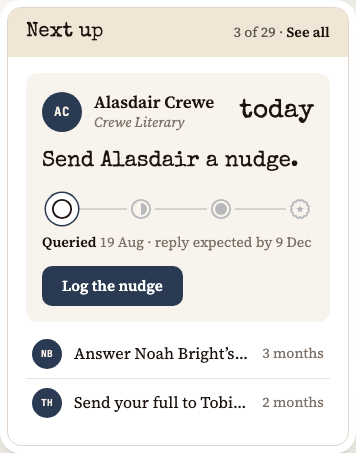 Next up
3 of 29 · See all
AC
Alasdair Crewe
Crewe Literary
today
Send Alasdair a nudge.
Queried 19 Aug · reply expected by 9 Dec
Log the nudge
NB
Answer Noah Bright's...
3 months
TH
Send your full to Tobi...
2 months